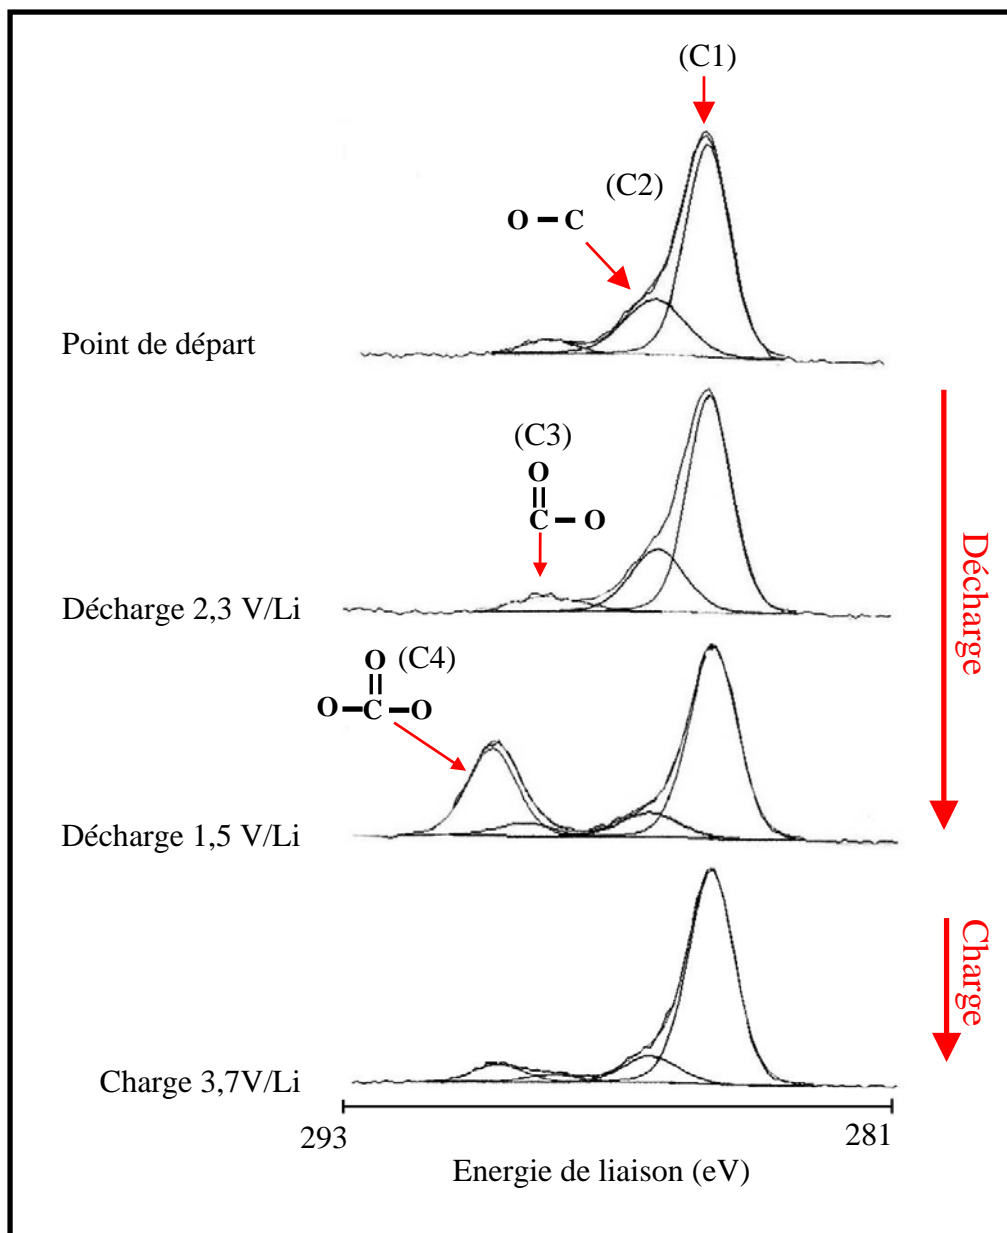 (C1)
(C2)
O – C
Point de départ
(C3)
O
C – O
Décharge 2,3 V/Li
Décharge
O (C4)
O – C – O
Décharge 1,5 V/Li
Charge
Charge 3,7V/Li
293 281
Energie de liaison (eV)